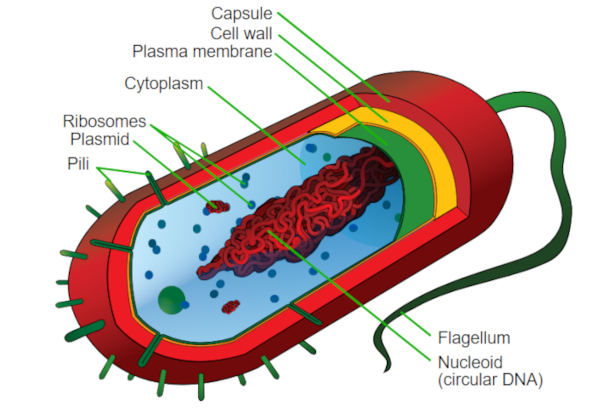 Capsule
Cell wall
Plasma membrane
Cytoplasm
Ribosomes
Plasmid
Pili
Flagellum
Nucleoid
(circular DNA)